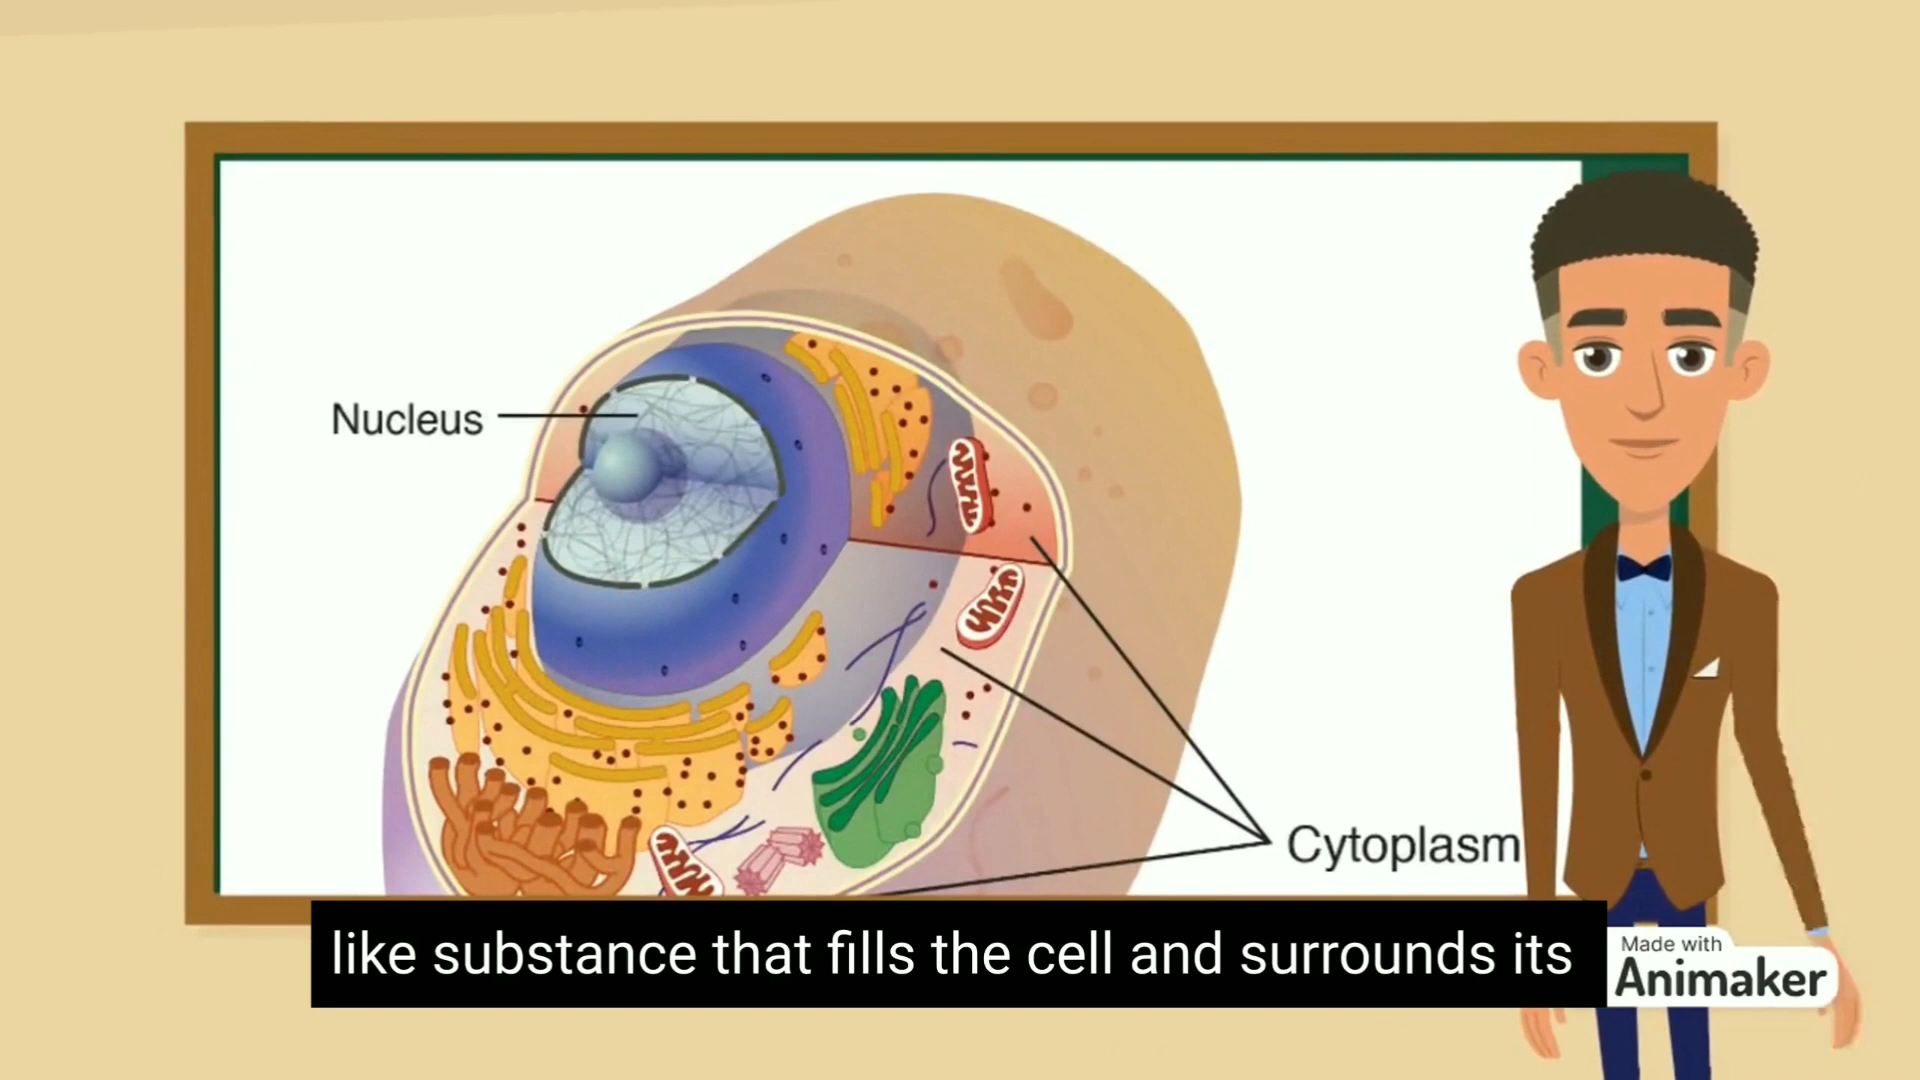 Nucleus
Cytoplasm
like substance that fills the cell and surrounds its
Made with
Animaker